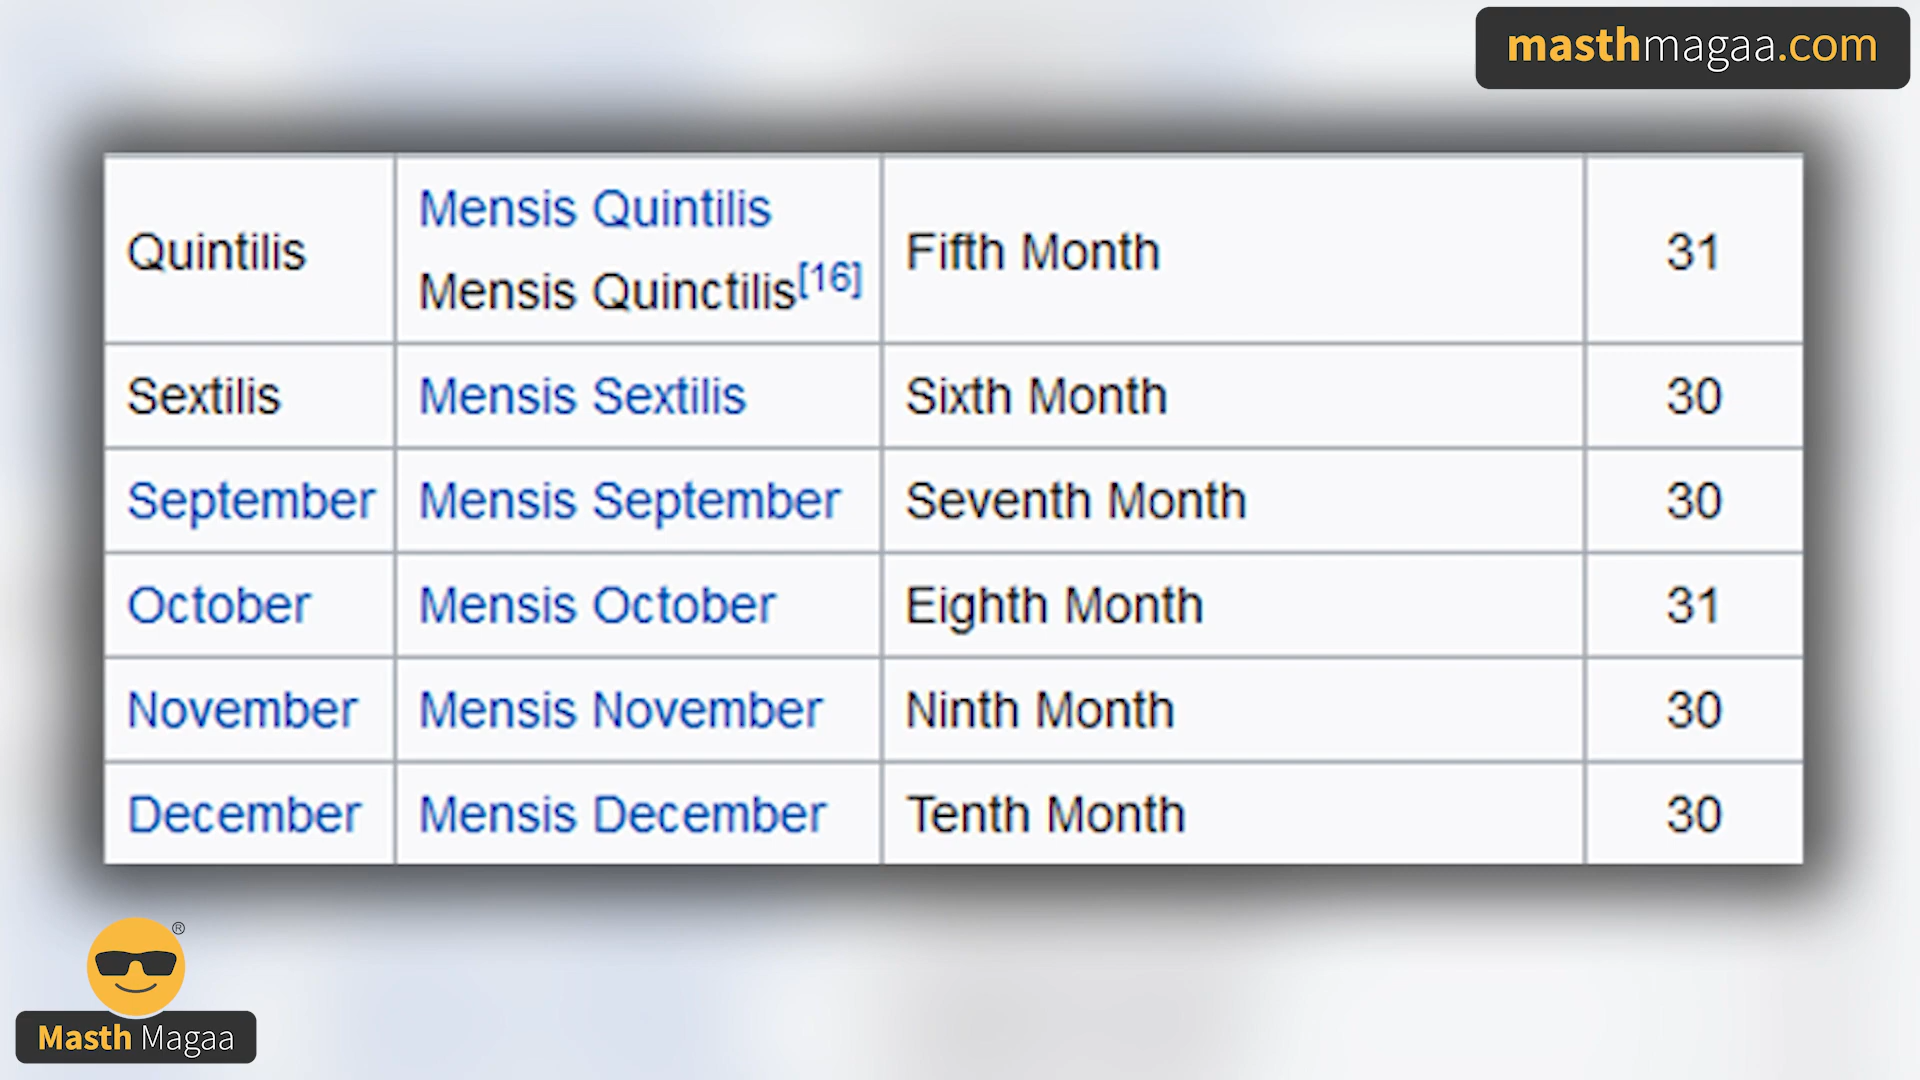 masthmagaa.com
Quintilis
Mensis Quintilis
Mensis Quinctilis[16]
Fifth Month
31
Sextilis
Mensis Sextilis
Sixth Month
30
September
Mensis September
Seventh Month
30
October
Mensis October
Eighth Month
31
November
Mensis November
Ninth Month
30
December
Mensis December
Tenth Month
30
®
Masth Magaa